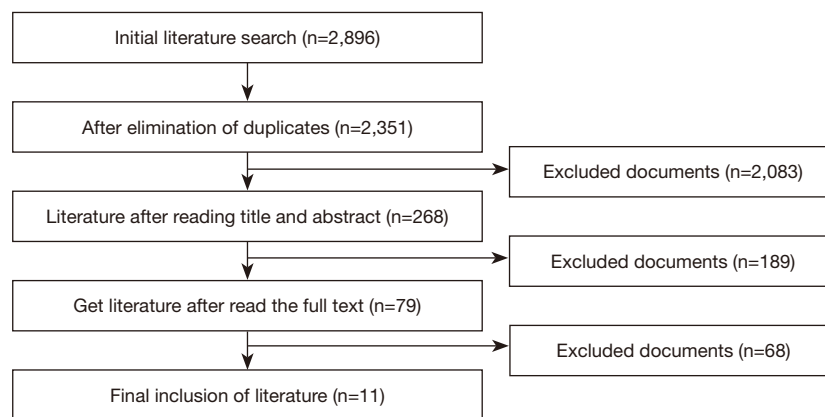 Initial literature search (n=2,896)
After elimination of duplicates (n=2,351)
Excluded documents (n=2,083)
Literature after reading title and abstract (n=268)
Excluded documents (n=189)
Get literature after read the full text (n=79)
Excluded documents (n=68)
Final inclusion of literature (n=11)